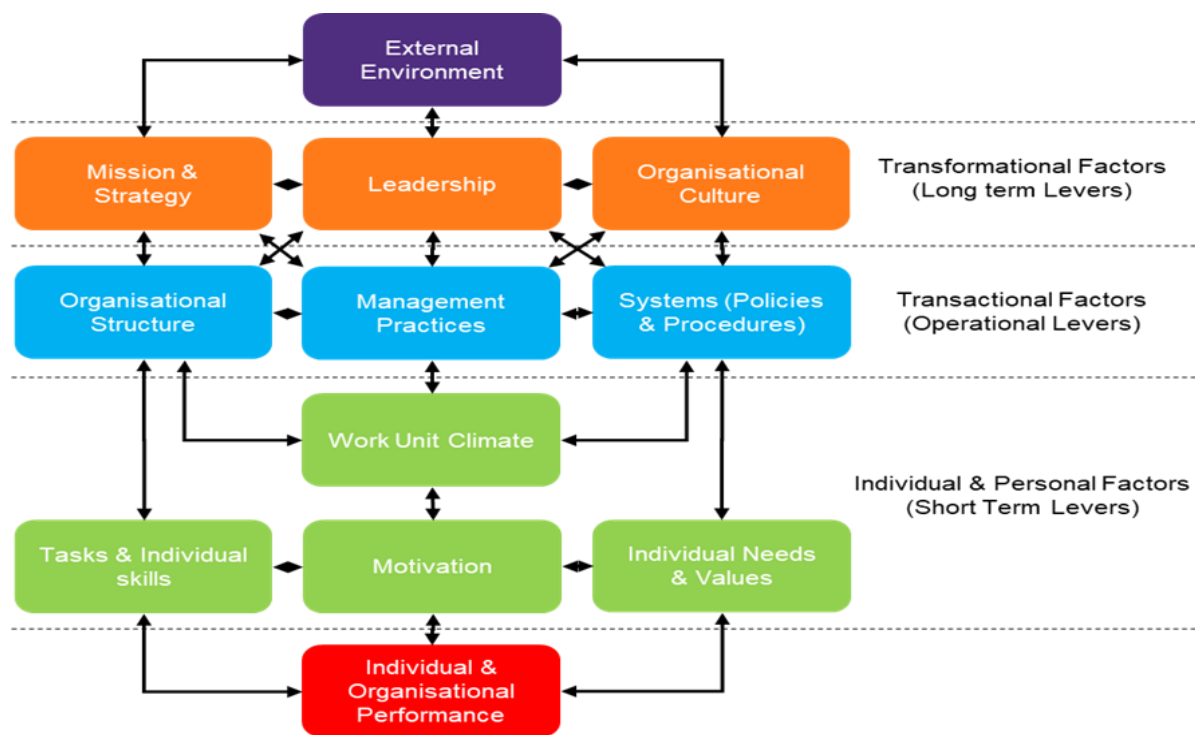 External
Environment
Mission &
Strategy
Leadership
Organisational
Culture
Transformational Factors
(Long term Levers)
Organisational
Structure
Management
Practices
Systems (Policies
& Procedures)
Transactional Factors
(Operational Levers)
Work Unit Climate
Individual & Personal Factors
(Short Term Levers)
Tasks & Individual
skills
Motivation
Individual Needs
& Values
Individual &
Organisational
Performance